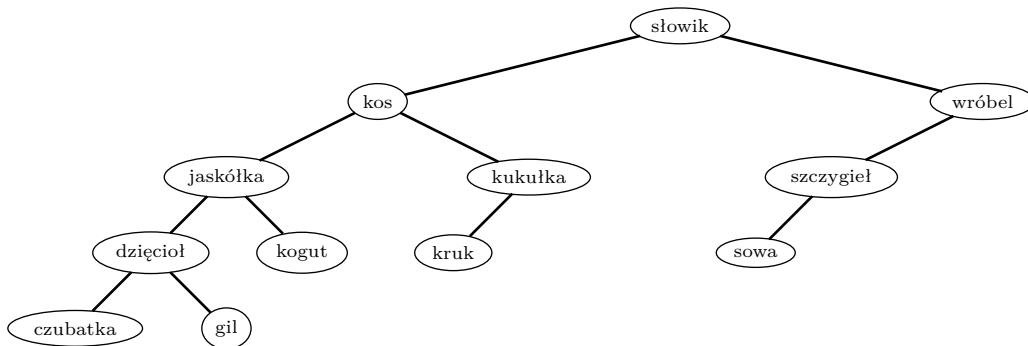 słowik
kos
wróbel
jaskółka
kukułka
szczygieł
dzięcioł
kogut
kruk
sowa
czubatka
gil